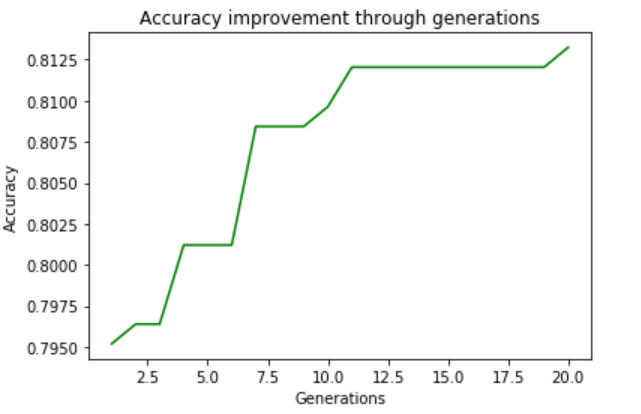 Accuracy improvement through generations
0.8125
0.8100
0.8075
0.8050
0.8025
0.8000
0.7975
0.7950
Accuracy
2.5 5.0 7.5 10.0 12.5 15.0 17.5 20.0
Generations